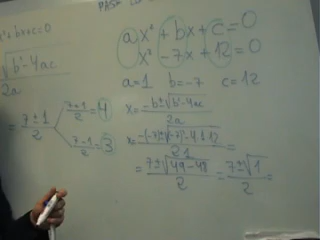 ax² + bx + c = 0
x² - 7x + 12 = 0
a=1 b=-7 c=12
x = -b±√b²-4ac / 2a
x = -(-7)±√(-7)²-4·1·12 / 2·1 =
= 7±√49-48 / 2 = 7±√1 / 2 =
+bx+c=0
√b²-4ac
2a
= 7±1 / 2
7+1 / 2 = 4
7-1 / 2 = 3